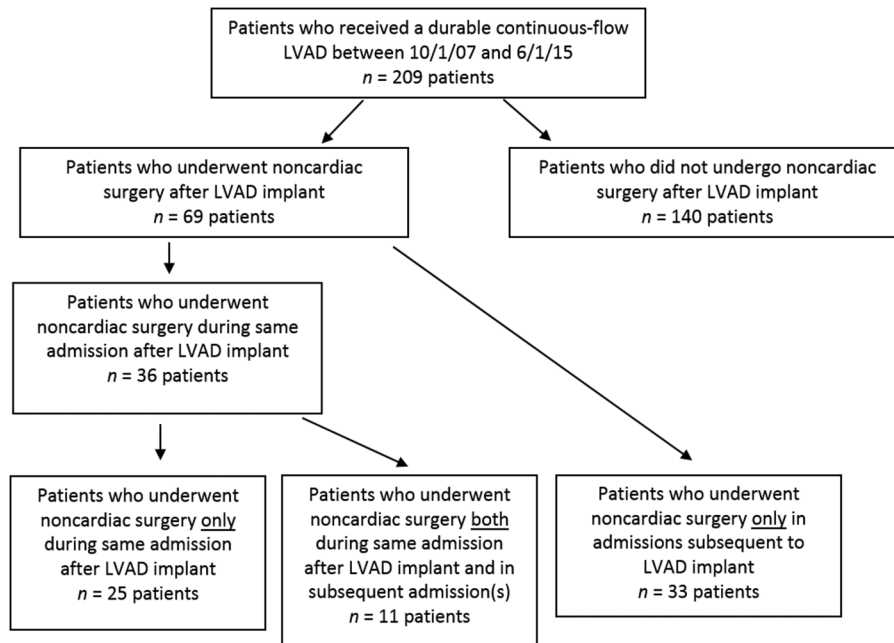 Patients who received a durable continuous-flow
LVAD between 10/1/07 and 6/1/15
n = 209 patients
Patients who underwent noncardiac
surgery after LVAD implant
n = 69 patients
Patients who did not undergo noncardiac
surgery after LVAD implant
n = 140 patients
Patients who underwent
noncardiac surgery during same
admission after LVAD implant
n = 36 patients
Patients who underwent
noncardiac surgery only
during same admission
after LVAD implant
n = 25 patients
Patients who underwent
noncardiac surgery both
during same admission
after LVAD implant and in
subsequent admission(s)
n = 11 patients
Patients who underwent
noncardiac surgery only in
admissions subsequent to
LVAD implant
n = 33 patients